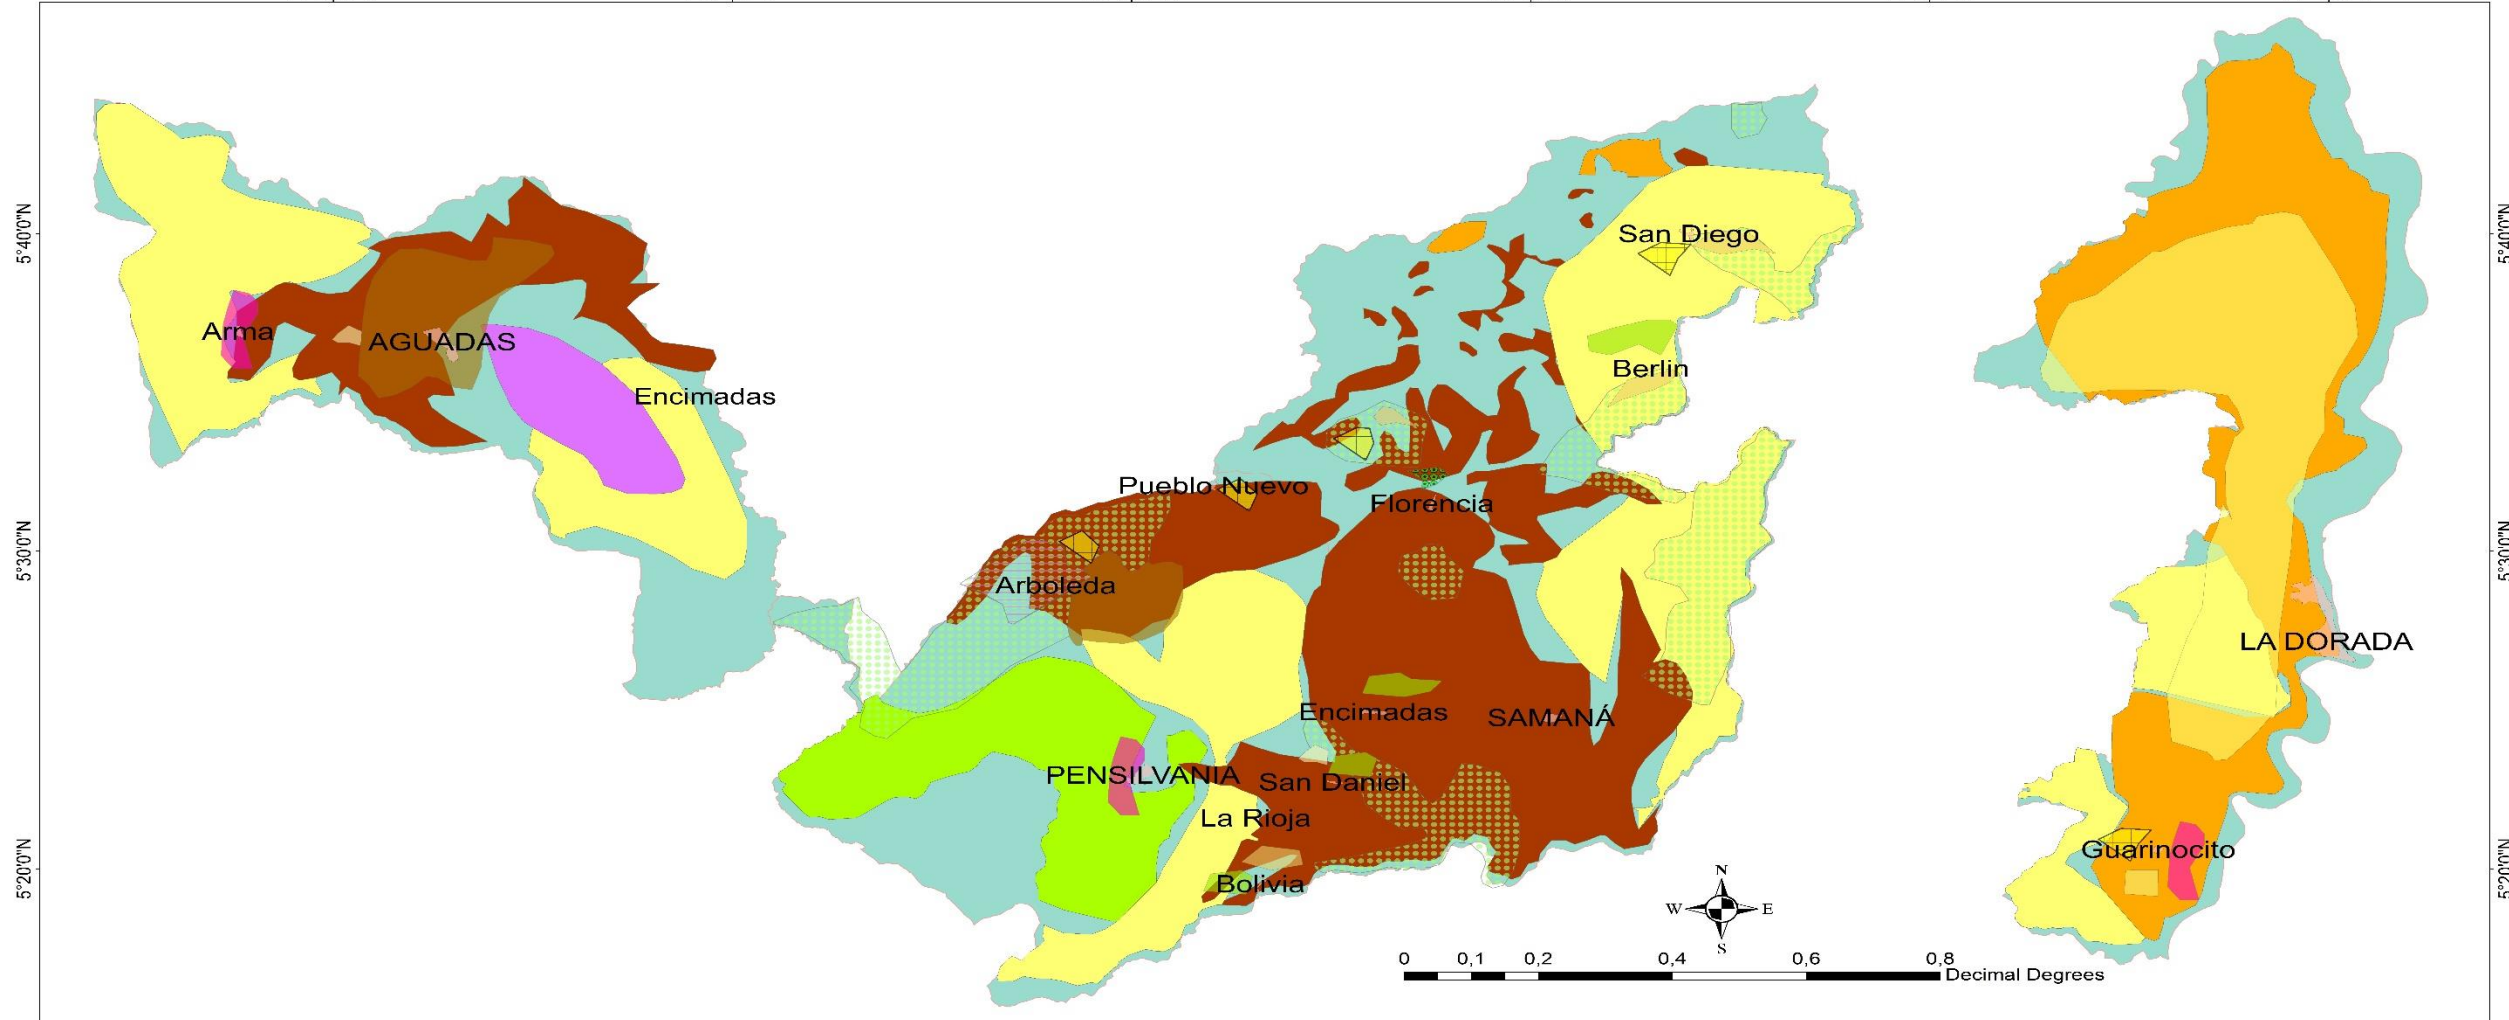 5°40'0"N
5°30'0"N
5°20'0"N
Arma
AGUADAS
Encimadas
San Diego
Berlin
Pueblo Nuevo
Florencia
Arboleda
Encimadas
SAMANÁ
PENSILVANIA
San Daniel
La Rioja
Bolivia
LA DORADA
Guarinocito
N
W
E
S
0
0,1
0,2
0,4
0,6
0,8
Decimal Degrees
5°40'0"N
5°30'0"N
5°20'0"N